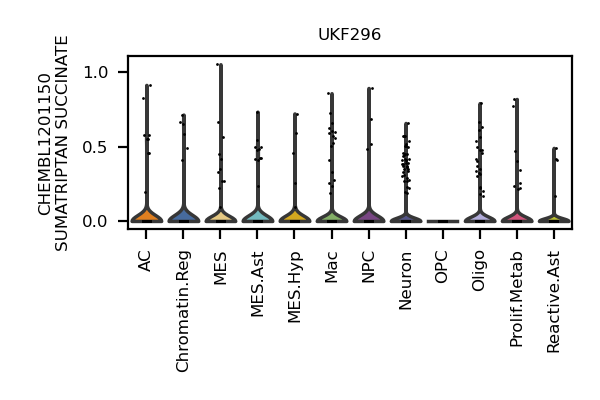 UKF296
CHEMBL1201150
SUMATRIPTAN SUCCINATE
1.0
0.5
0.0
AC
Chromatin.Reg
MES
MES.Ast
MES.Hyp
Mac
NPC
Neuron
OPC
Oligo
Prolif.Metab
Reactive.Ast